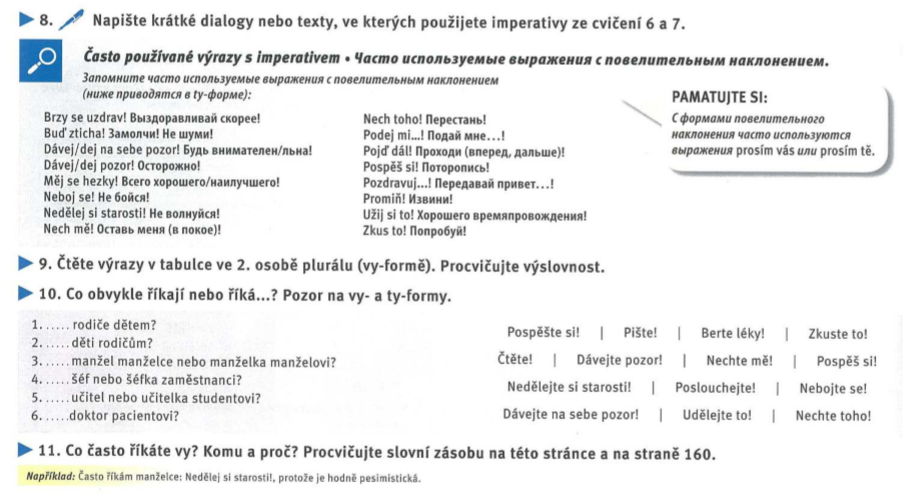 8. Napište krátké dialogy nebo texty, ve kterých použijete imperativy ze cvičení 6 a 7.
Často používané výrazy s imperativem • Часто используемые выражения с повелительным наклонением.
Запомните часто используемые выражения с повелительным наклонением
(ниже приводятся в ty-форме):
Brzy se uzdrav! Выздоравливай скорее!
Buď zticha! Замолчи! Не шуми!
Dávej/dej na sebe pozor! Будь внимателен/льна!
Dávej/dej pozor! Осторожно!
Měj se hezky! Всего хорошего/наилучшего!
Neboj se! Не бойся!
Nedělej si starosti! Не волнуйся!
Nech mě! Оставь меня (в покое)!
Nech toho! Перестань!
Podej mi...! Подай мне...!
Pojď dál! Проходи (вперед, дальше)!
Pospěš si! Поторопись!
Pozdravuj...! Передавай привет...!
Promiň! Извини!
Užij si to! Хорошего времяпровождения!
Zkus to! Попробуй!
PAMATUJTE SI:
С формами повелительного
наклонения часто используются
выражения prosím vás или prosím tě.
9. Čtěte výrazy v tabulce ve 2. osobě plurálu (vy-formě). Procvičujte výslovnost.
10. Co obvykle říkají nebo říká...? Pozor na vy- a ty-formy.
1. ...... rodiče dětem?
2. ...... děti rodičům?
3. ...... manžel manželce nebo manželka manželovi?
4. ...... šéf nebo šéfka zaměstnanci?
5. ...... učitel nebo učitelka studentovi?
6. ...... doktor pacientovi?
Pospěšte si! | Pište! | Berte léky! | Zkuste to!
Čtěte! | Dávejte pozor! | Nechte mě! | Pospěš si!
Nedělejte si starosti! | Poslouchejte! | Nebojte se!
Dávejte na sebe pozor! | Udělejte to! | Nechte toho!
11. Co často říkáte vy? Komu a proč? Procvičujte slovní zásobu na této stránce a na straně 160.
Například: Často říkám manželce: Nedělej si starosti!, protože je hodně pesimistická.